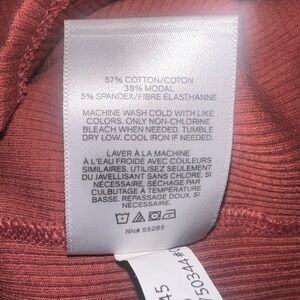 57% COTTON/COTON
38% MODAL
5% SPANDEX/FIBRE ÉLASTHANNE
MACHINE WASH COLD WITH LIKE
COLORS. ONLY NON-CHLORINE
BLEACH WHEN NEEDED. TUMBLE
DRY LOW. COOL IRON IF NEEDED.
LAVER À LA MACHINE
À L'EAU FROIDE AVEC COULEURS
SIMILAIRES. UTILISEZ SEULEMENT
DU JAVELLISANT SANS CHLORE, SI
NÉCESSAIRE. SÉCHAGE PAR
CULBUTAGE À TEMPÉRATURE
BASSE. REPASSAGE DOUX, SI
NÉCESSAIRE.
RN# 55285
45
50344#